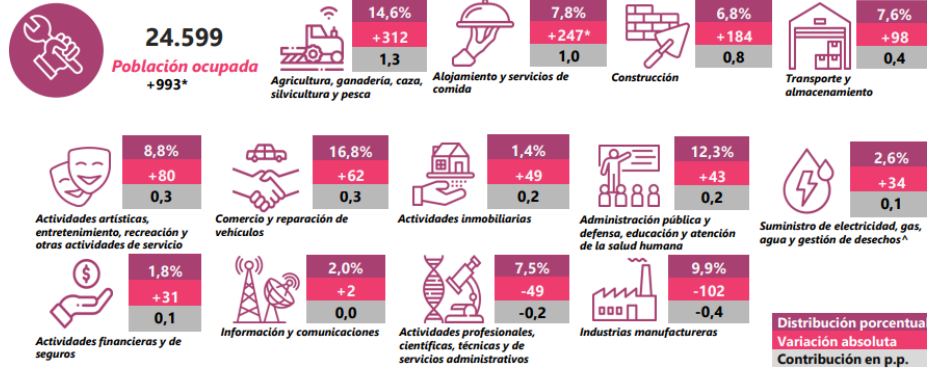 24.599
Población ocupada
+993*
14,6%
+312
1,3
Agricultura, ganadería, caza,
silvicultura y pesca
7,8%
+247*
1,0
Alojamiento y servicios de
comida
6,8%
+184
0,8
Construcción
7,6%
+98
0,4
Transporte y
almacenamiento
8,8%
+80
0,3
Actividades artísticas,
entretenimiento, recreación y
otras actividades de servicio
16,8%
+62
0,3
Comercio y reparación de
vehículos
1,4%
+49
0,2
Actividades inmobiliarias
12,3%
+43
0,2
Administración pública y
defensa, educación y atención
de la salud humana
2,6%
+34
0,1
Suministro de electricidad, gas,
agua y gestión de desechos^
1,8%
+31
0,1
Actividades financieras y de
seguros
2,0%
+2
0,0
Información y comunicaciones
7,5%
-49
-0,2
Actividades profesionales,
científicas, técnicas y de
servicios administrativos
9,9%
-102
-0,4
Industrias manufactureras
Distribución porcentual
Variación absoluta
Contribución en p.p.